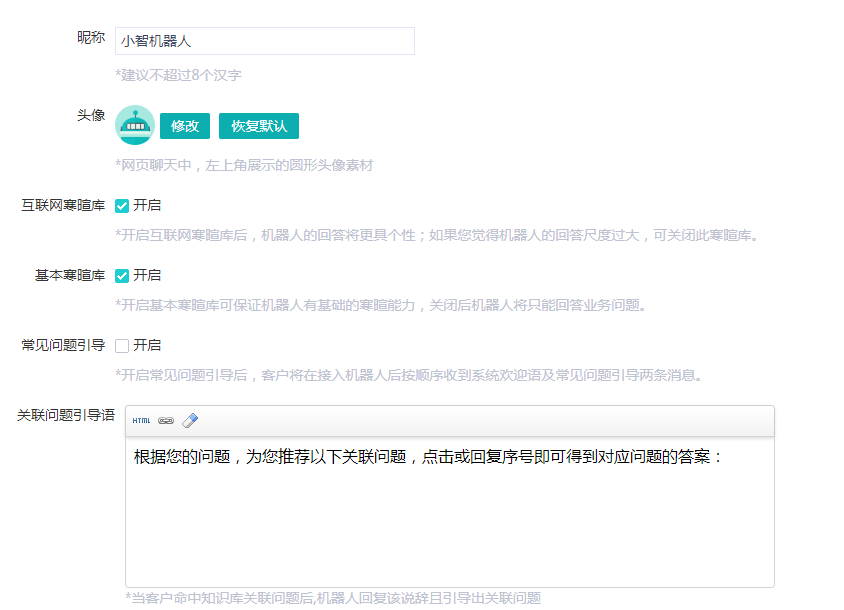 昵称 小智机器人
*建议不超过8个汉字
头像 修改 恢复默认
*网页聊天中，左上角展示的圆形头像素材
互联网寒暄库 开启
*开启互联网寒暄库后，机器人的回答将更具个性；如果您觉得机器人的回答尺度过大，可关闭此寒暄库。
基本寒暄库 开启
*开启基本寒暄库可保证机器人有基础的寒暄能力，关闭后机器人将只能回答业务问题。
常见问题引导 开启
*开启常见问题引导后，客户将在接入机器人后按顺序收到系统欢迎语及常见问题引导两条消息。
关联问题引导语 HTML
根据您的问题，为您推荐以下关联问题，点击或回复序号即可得到对应问题的答案：
*当客户命中知识库关联问题后,机器人回复该说辞且引导出关联问题